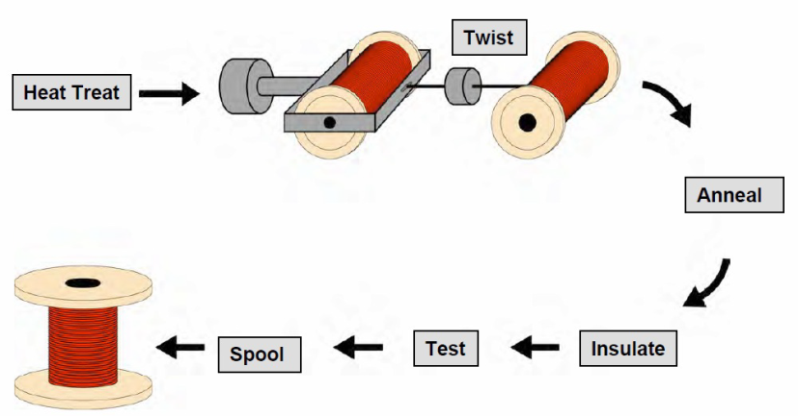 Twist
Heat Treat
Anneal
Insulate
Test
Spool